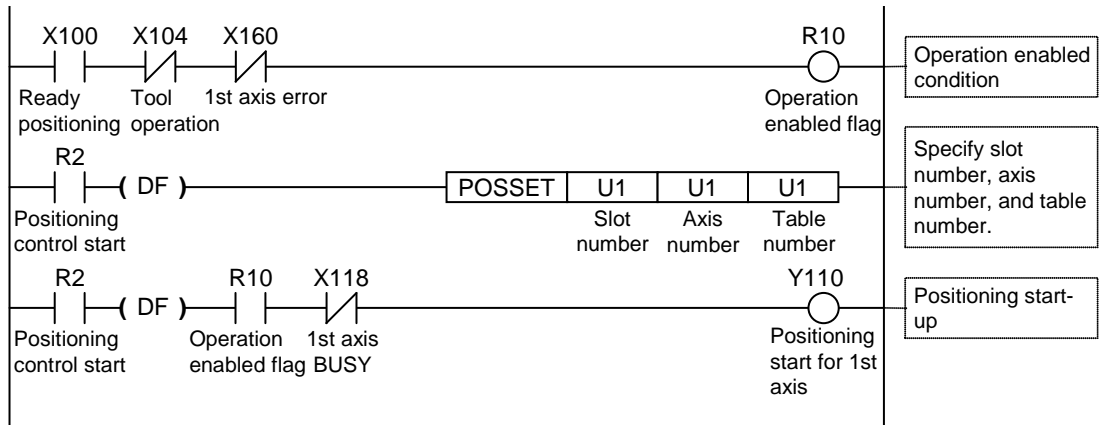 X100 X104 X160 R10
Ready positioning
Tool operation
1st axis error
Operation enabled flag
Operation enabled
condition
R2
( DF )
POSSET U1 U1 U1
Positioning
control start
Slot
number
Axis
number
Table
number
Specify slot
number, axis
number, and table
number.
R2 R10 X118 Y110
( DF )
Positioning
control start
Operation
enabled flag
1st axis
BUSY
Positioning
start for 1st
axis
Positioning start-
up